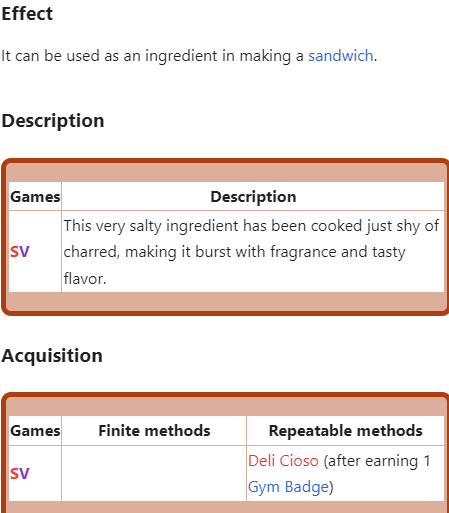 Effect
It can be used as an ingredient in making a sandwich.
Description
Games Description
SV This very salty ingredient has been cooked just shy of
charred, making it burst with fragrance and tasty
flavor.
Acquisition
Games Finite methods Repeatable methods
SV Deli Cioso (after earning 1
Gym Badge)